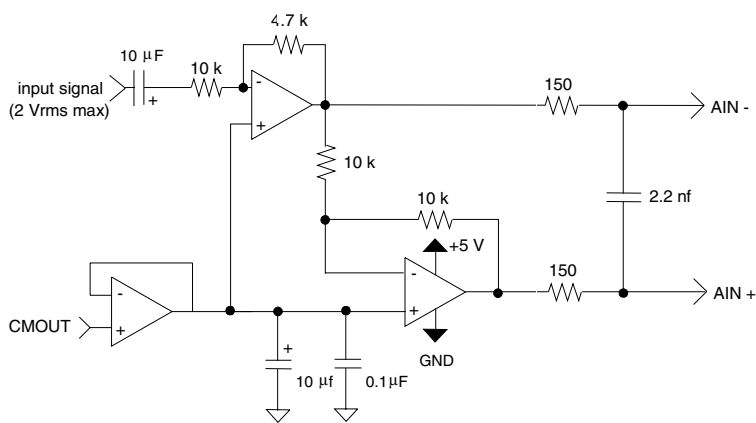 4.7 k
10 µF
10 k
input signal
(2 Vrms max)
+
-
+
150
AIN -
10 k
2.2 nf
10 k
+5 V
-
+
150
AIN +
GND
-
+
CMOUT
+
10 µf
0.1µF